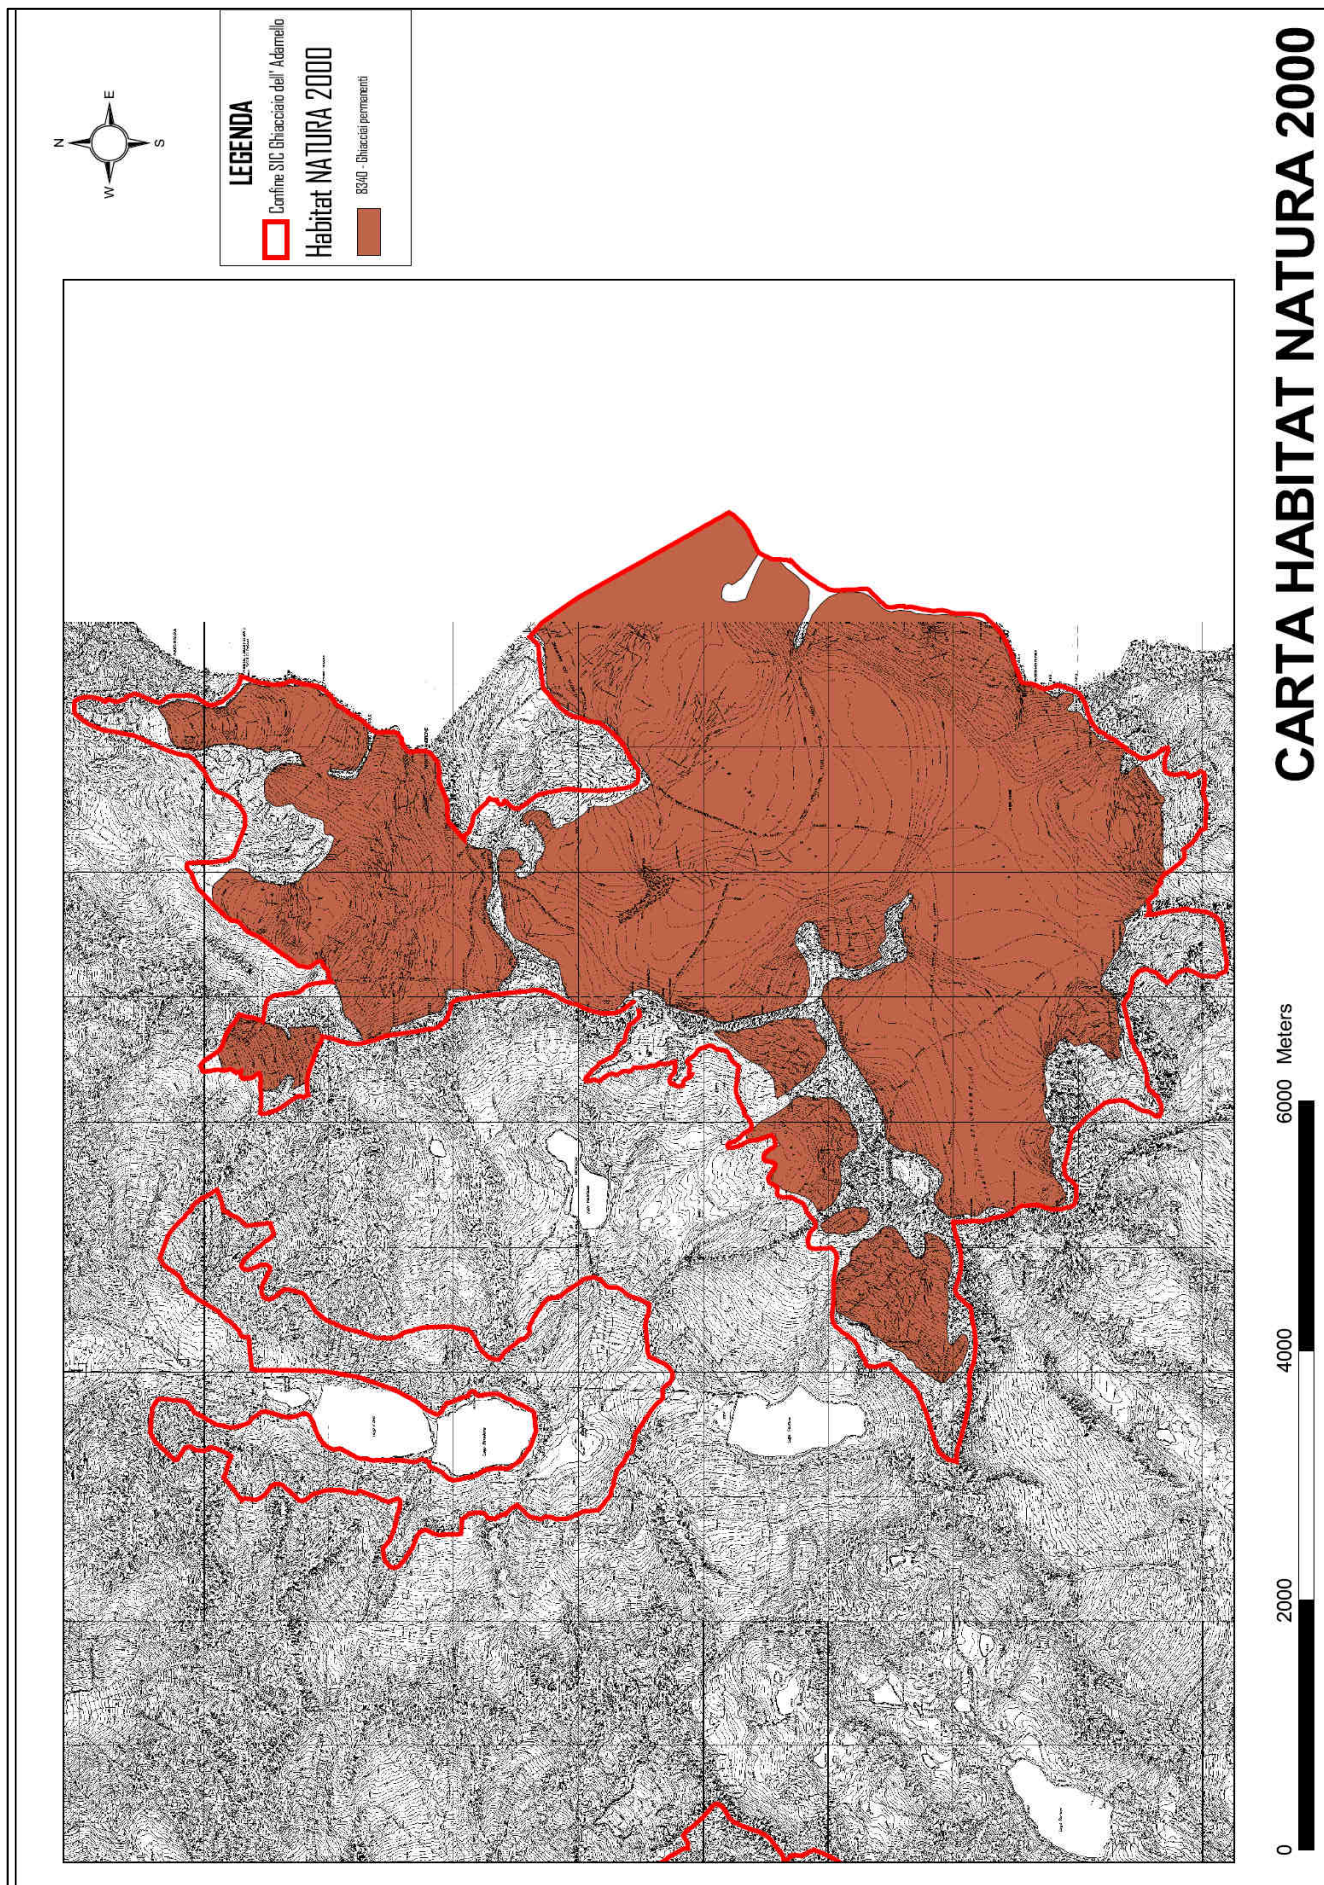 CARTA HABITAT NATURA 2000
N
W
E
S
LEGENDA
Confine SIC Ghiacciaio dell' Adamello
Habitat NATURA 2000
8340 - Ghiacciai permanenti
0
2000
4000
6000 Meters